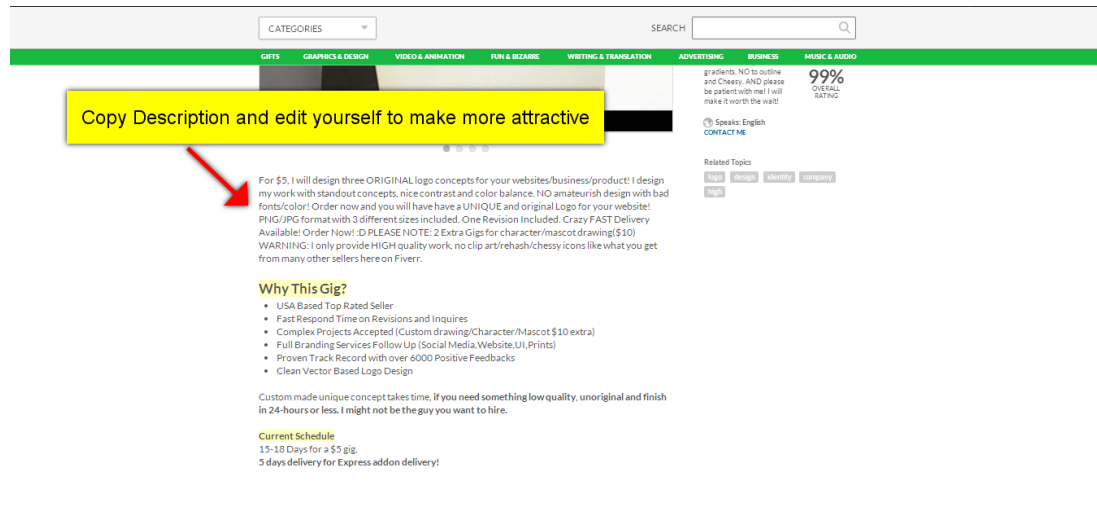 CATEGORIES
SEARCH
GIFTS GRAPHICS & DESIGN VIDEO & ANIMATION FUN & BIZARRE WRITING & TRANSLATION ADVERTISING BUSINESS MUSIC & AUDIO
gradients, NO to outline
and Cheesy. AND please
be patient with me! I will
make it worth the wait!
99%
OVERALL
RATING
Speaks: English
CONTACT ME
Related Topics
logo design identity company
high
Copy Description and edit yourself to make more attractive
For $5, I will design three ORIGINAL logo concepts for your websites/business/product! I design
my work with standout concepts, nice contrast and color balance. NO amateurish design with bad
fonts/color! Order now and you will have have a UNIQUE and original Logo for your website!
PNG/JPG format with 3 different sizes included. One Revision Included. Crazy FAST Delivery
Available! Order Now! :D PLEASE NOTE: 2 Extra Gigs for character/mascot drawing($10)
WARNING: I only provide HIGH quality work, no clip art/rehash/chessy icons like what you get
from many other sellers here on Fiverr.
Why This Gig?
• USA Based Top Rated Seller
• Fast Respond Time on Revisions and Inquires
• Complex Projects Accepted (Custom drawing/Character/Mascot $10 extra)
• Full Branding Services Follow Up (Social Media,Website,UI,Prints)
• Proven Track Record with over 6000 Positive Feedbacks
• Clean Vector Based Logo Design
Custom made unique concept takes time, if you need something low quality, unoriginal and finish
in 24-hours or less. I might not be the guy you want to hire.
Current Schedule
15-18 Days for a $5 gig.
5 days delivery for Express addon delivery!